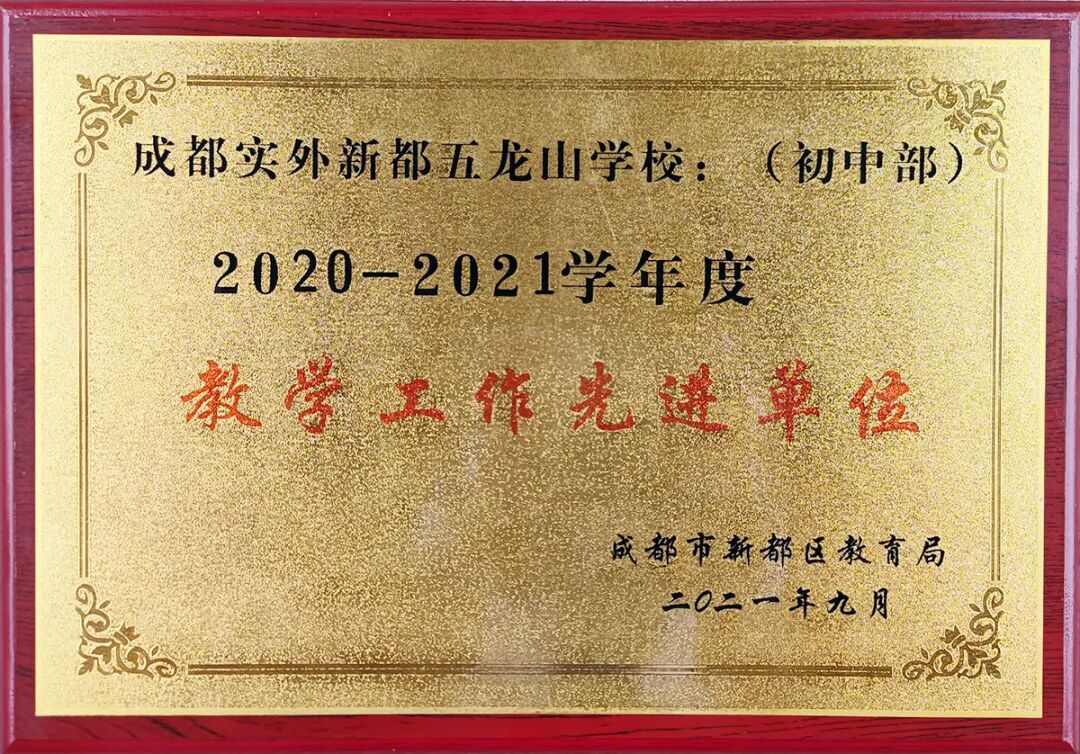 成都实外新都五龙山学校：（初中部）
2020-2021学年度
教学工作先进单位
成都市新都区教育局
二〇二一年九月